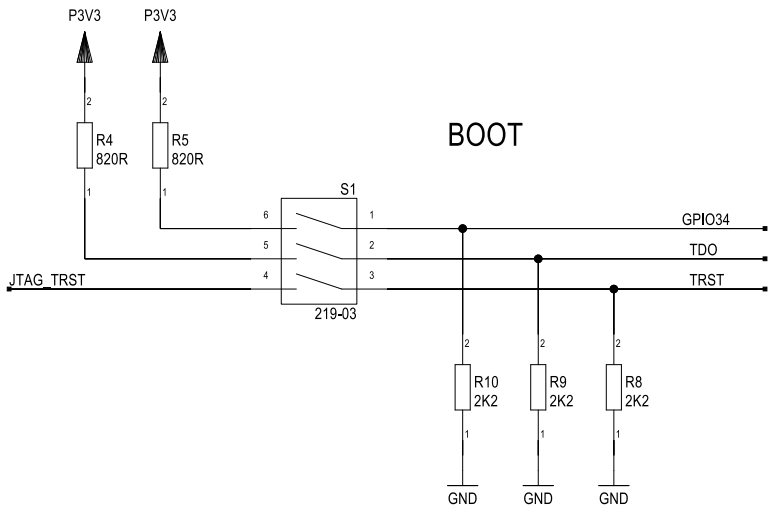 P3V3 P3V3
2 2
R4 R5
820R 820R
BOOT
1 1
S1
6 1 GPIO34
5 2 TDO
JTAG_TRST 4 3 TRST
219-03
2 2 2
R10 R9 R8
2K2 2K2 2K2
1 1 1
GND GND GND